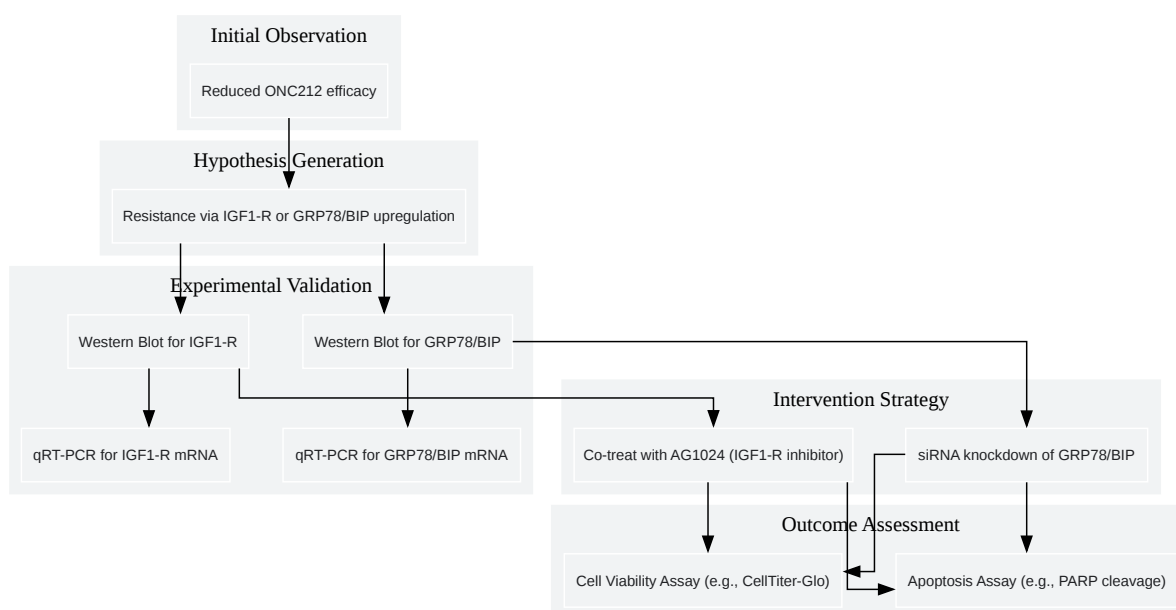 Initial Observation
Reduced ONC212 efficacy
Hypothesis Generation
Resistance via IGF1-R or GRP78/BIP upregulation
Experimental Validation
Western Blot for IGF1-R
Western Blot for GRP78/BIP
qRT-PCR for IGF1-R mRNA
qRT-PCR for GRP78/BIP mRNA
Intervention Strategy
Co-treat with AG1024 (IGF1-R inhibitor)
siRNA knockdown of GRP78/BIP
Outcome Assessment
Cell Viability Assay (e.g., CellTiter-Glo)
Apoptosis Assay (e.g., PARP cleavage)